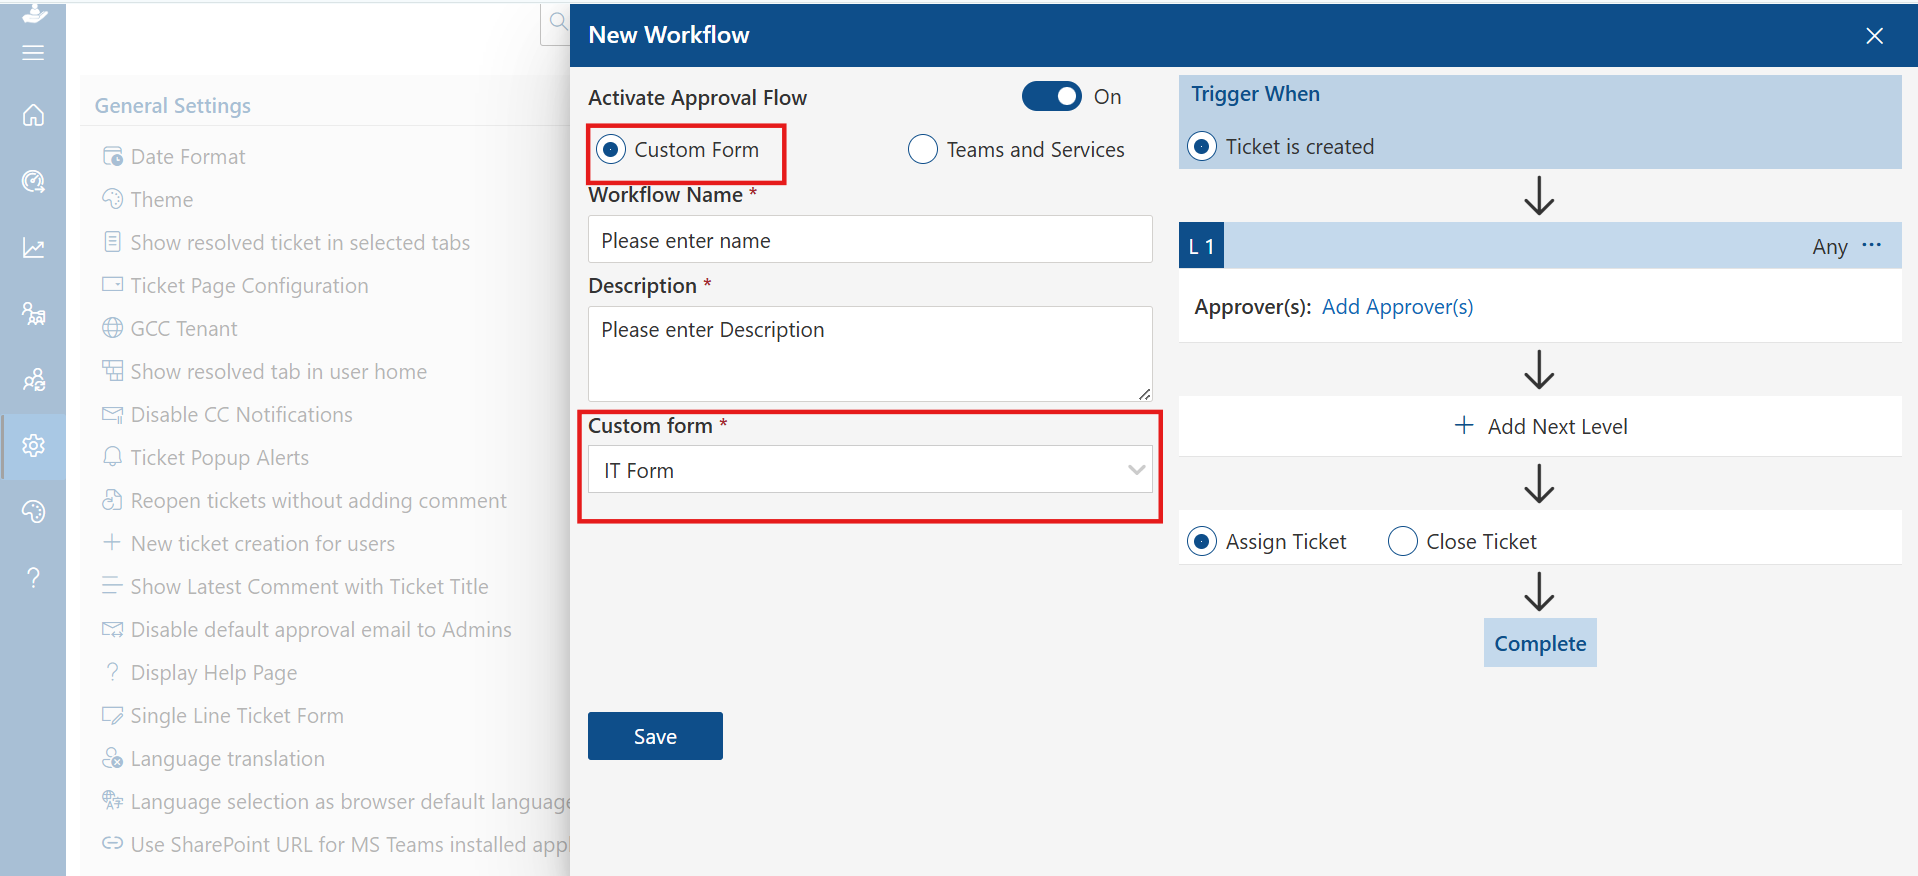 General Settings
Date Format
Theme
Show resolved ticket in selected tabs
Ticket Page Configuration
GCC Tenant
Show resolved tab in user home
Disable CC Notifications
Ticket Popup Alerts
Reopen tickets without adding comment
New ticket creation for users
Show Latest Comment with Ticket Title
Disable default approval email to Admins
Display Help Page
Single Line Ticket Form
Language translation
Language selection as browser default language
Use SharePoint URL for MS Teams installed appl
New Workflow
Activate Approval Flow On
Custom Form Teams and Services
Workflow Name *
Please enter name
Description *
Please enter Description
Custom form *
IT Form
Save
Trigger When
Ticket is created
L 1 Any ...
Approver(s): Add Approver(s)
+ Add Next Level
Assign Ticket Close Ticket
Complete